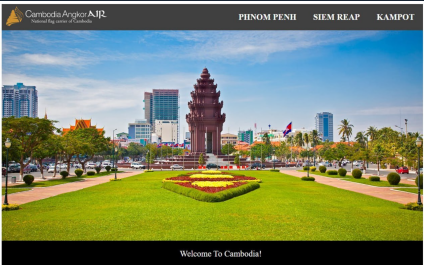 Cambodia Angkor AIR
National flag carrier of Cambodia
PHNOM PENH
SIEM REAP
KAMPOT
Welcome To Cambodia!